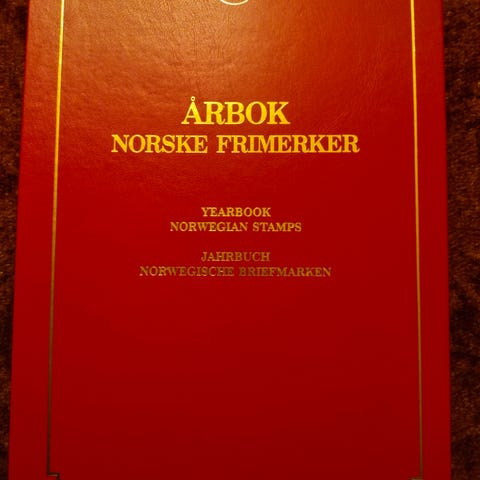 ÅRBOK
NORSKE FRIMERKER
YEARBOOK
NORWEGIAN STAMPS
JAHRBUCH
NORWEGISCHE BRIEFMARKEN